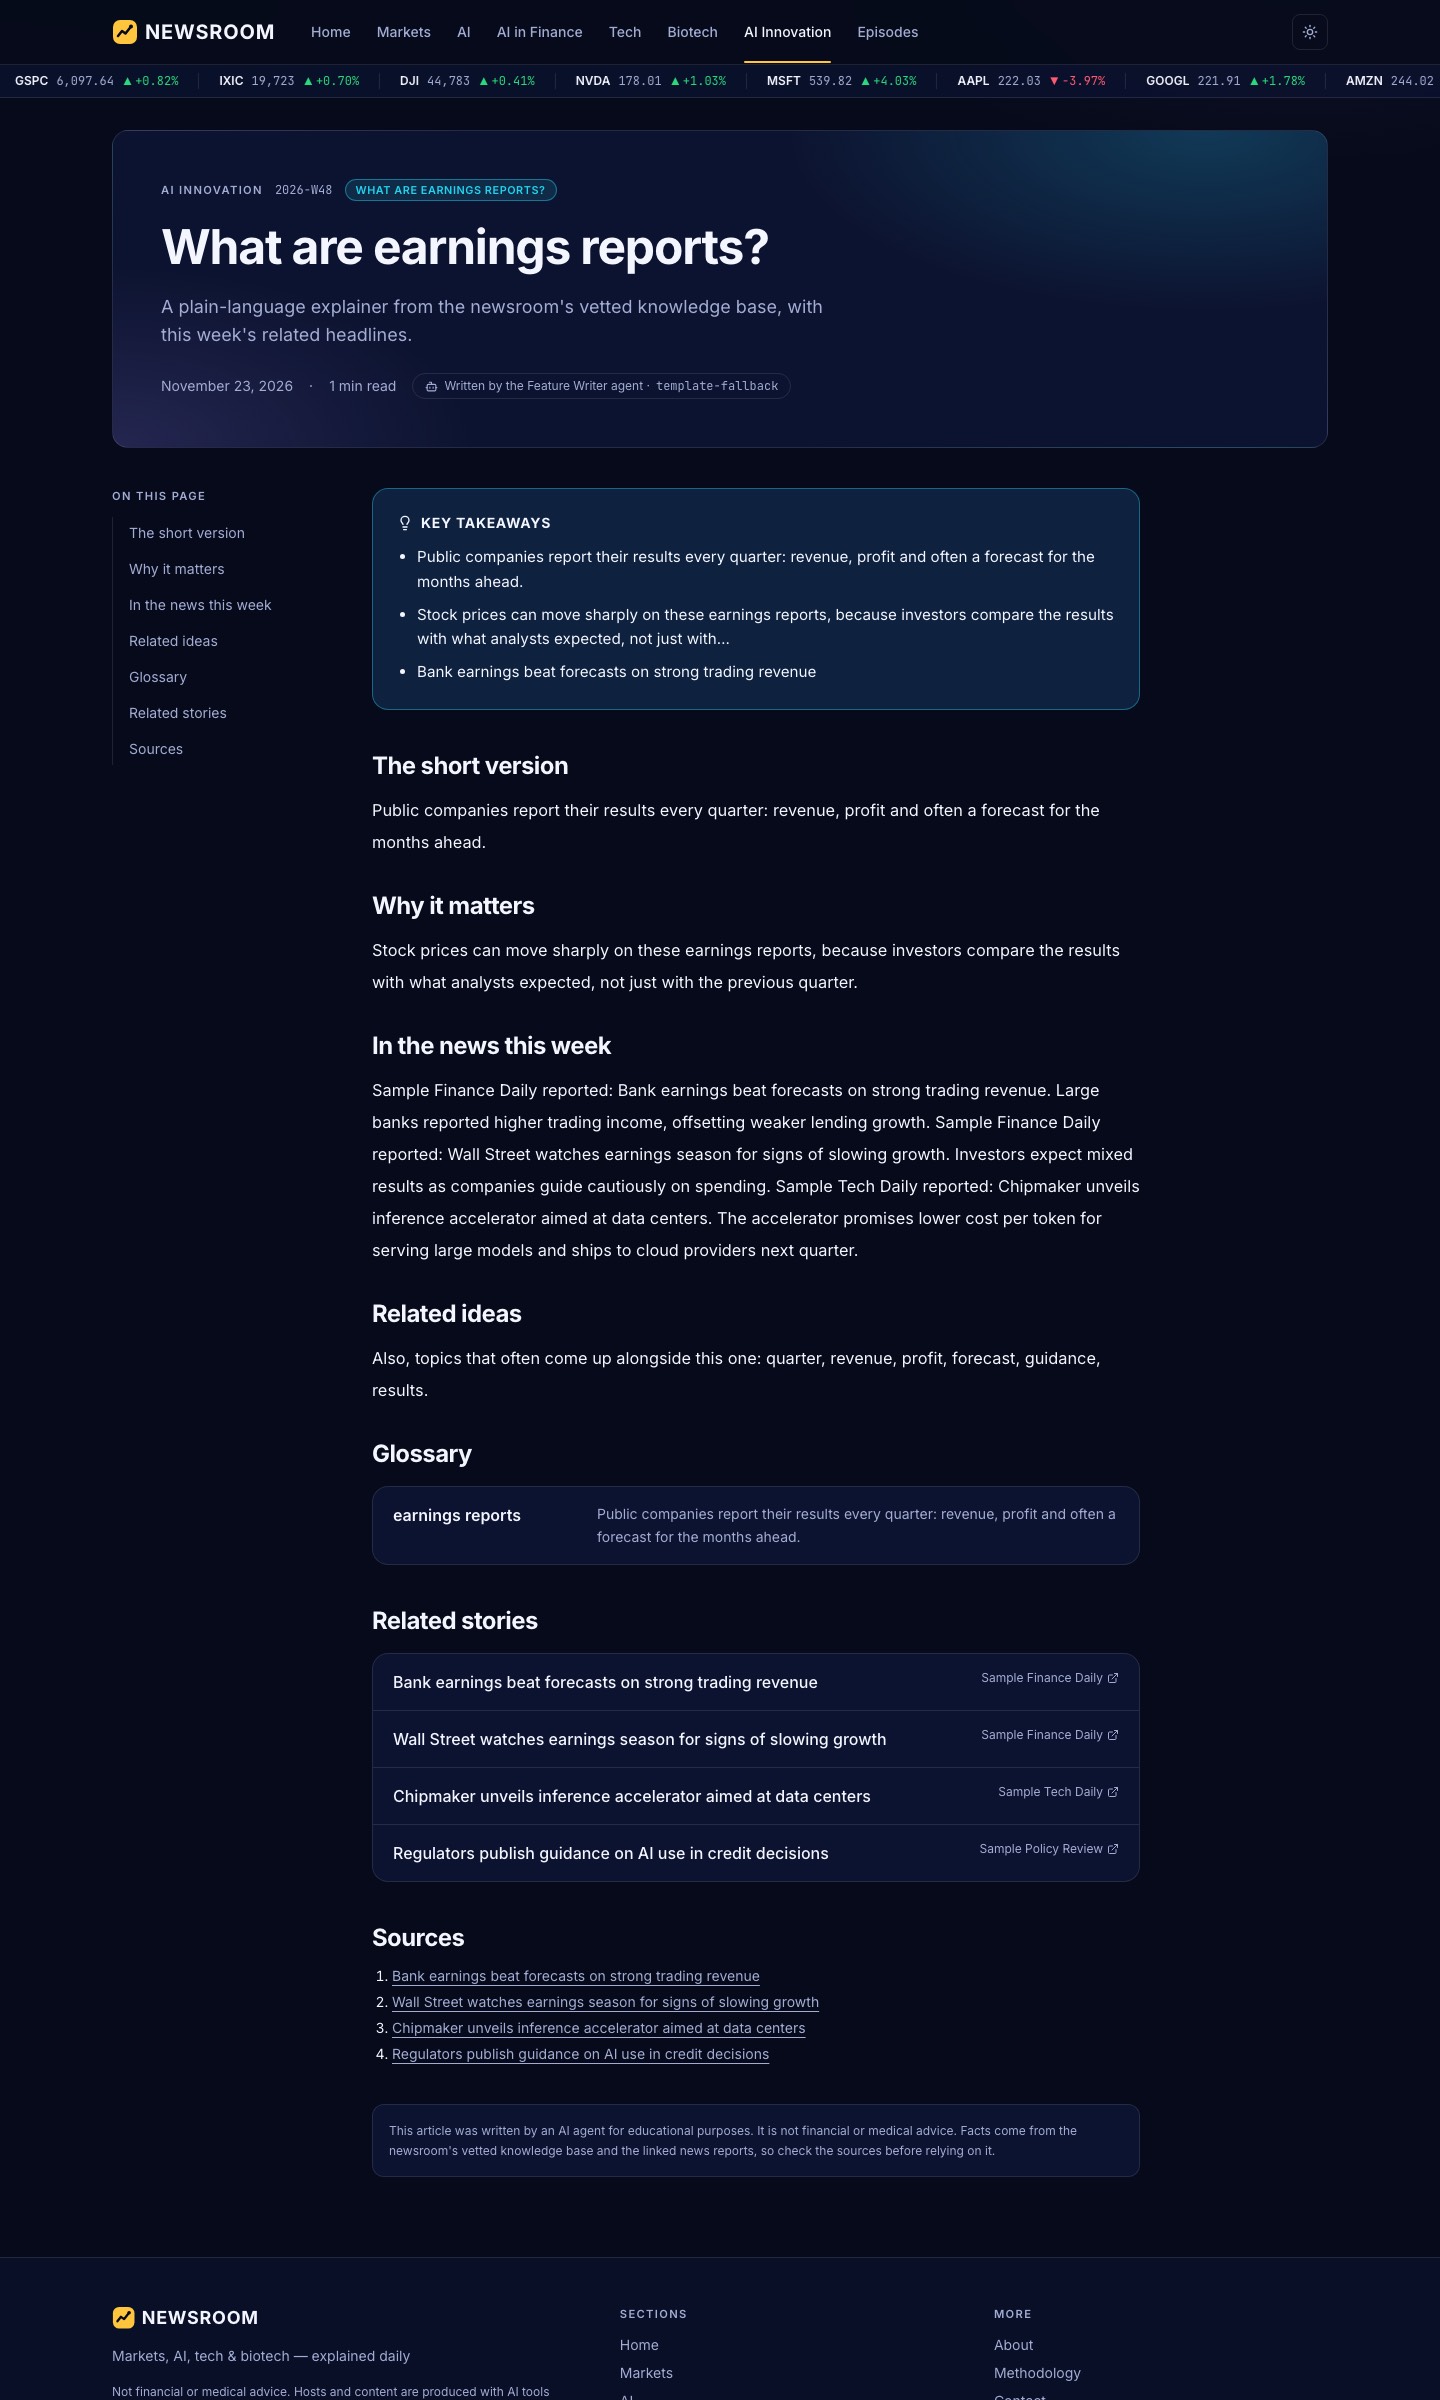 NEWSROOM Home Markets AI AI in Finance Tech Biotech AI Innovation Episodes
GSPC 6,097.64 ▲+0.82% IXIC 19,723 ▲+0.70% DJI 44,783 ▲+0.41% NVDA 178.01 ▲+1.03% MSFT 539.82 ▲+4.03% AAPL 222.03 ▼-3.97% GOOGL 221.91 ▲+1.78% AMZN 244.02
AI INNOVATION 2026-W48 WHAT ARE EARNINGS REPORTS?
What are earnings reports?
A plain-language explainer from the newsroom's vetted knowledge base, with
this week's related headlines.
November 23, 2026 · 1 min read Written by the Feature Writer agent · template-fallback
ON THIS PAGE
The short version
Why it matters
In the news this week
Related ideas
Glossary
Related stories
Sources
KEY TAKEAWAYS
• Public companies report their results every quarter: revenue, profit and often a forecast for the
months ahead.
• Stock prices can move sharply on these earnings reports, because investors compare the results
with what analysts expected, not just with…
• Bank earnings beat forecasts on strong trading revenue
The short version
Public companies report their results every quarter: revenue, profit and often a forecast for the
months ahead.
Why it matters
Stock prices can move sharply on these earnings reports, because investors compare the results
with what analysts expected, not just with the previous quarter.
In the news this week
Sample Finance Daily reported: Bank earnings beat forecasts on strong trading revenue. Large
banks reported higher trading income, offsetting weaker lending growth. Sample Finance Daily
reported: Wall Street watches earnings season for signs of slowing growth. Investors expect mixed
results as companies guide cautiously on spending. Sample Tech Daily reported: Chipmaker unveils
inference accelerator aimed at data centers. The accelerator promises lower cost per token for
serving large models and ships to cloud providers next quarter.
Related ideas
Also, topics that often come up alongside this one: quarter, revenue, profit, forecast, guidance,
results.
Glossary
earnings reports Public companies report their results every quarter: revenue, profit and often a
forecast for the months ahead.
Related stories
Bank earnings beat forecasts on strong trading revenue Sample Finance Daily
Wall Street watches earnings season for signs of slowing growth Sample Finance Daily
Chipmaker unveils inference accelerator aimed at data centers Sample Tech Daily
Regulators publish guidance on AI use in credit decisions Sample Policy Review
Sources
1. Bank earnings beat forecasts on strong trading revenue
2. Wall Street watches earnings season for signs of slowing growth
3. Chipmaker unveils inference accelerator aimed at data centers
4. Regulators publish guidance on AI use in credit decisions
This article was written by an AI agent for educational purposes. It is not financial or medical advice. Facts come from the
newsroom's vetted knowledge base and the linked news reports, so check the sources before relying on it.
NEWSROOM
Markets, AI, tech & biotech — explained daily
Not financial or medical advice. Hosts and content are produced with AI tools
SECTIONS
Home
Markets
AI
MORE
About
Methodology
Contact